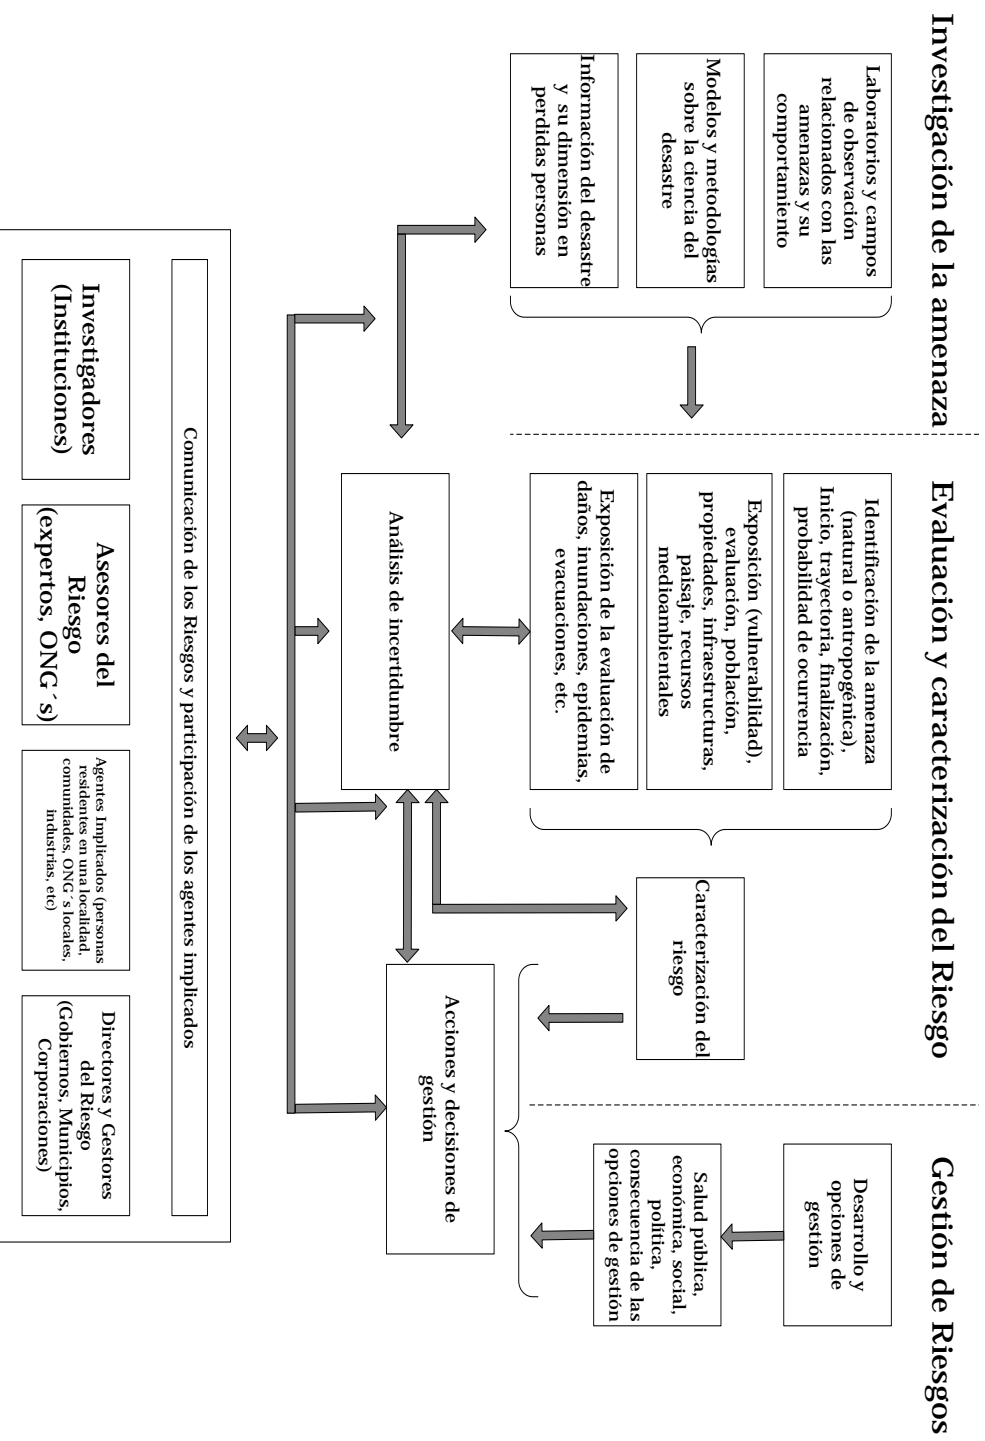 Investigación de la amenaza
Laboratorios y campos
de observación
relacionados con las
amenazas y su
comportamiento
Modelos y metodologías
sobre la ciencia del
desastre
Información del desastre
y su dimensión en
perdidas personas
Evaluación y caracterización del Riesgo
Identificación de la amenaza
(natural o antropogénica),
Inicio, trayectoria, finalización,
probabilidad de ocurrencia
Exposición (vulnerabilidad),
evaluación, población,
propiedades, infraestructuras,
paisaje, recursos
medioambientales
Exposición de la evaluación de
daños, inundaciones, epidemias,
evacuaciones, etc.
Análisis de incertidumbre
Caracterización del
riesgo
Gestión de Riesgos
Desarrollo y
opciones de
gestión
Salud pública,
económica, social,
política,
consecuencia de las
opciones de gestión
Acciones y decisiones de
gestión
Comunicación de los Riesgos y participación de los agentes implicados
Investigadores
(Instituciones)
Asesores del
Riesgo
(expertos, ONG´s)
Agentes Implicados (personas
residentes en una localidad,
comunidades, ONG´s locales,
industrias, etc)
Directores y Gestores
del Riesgo
(Gobiernos, Municipios,
Corporaciones)